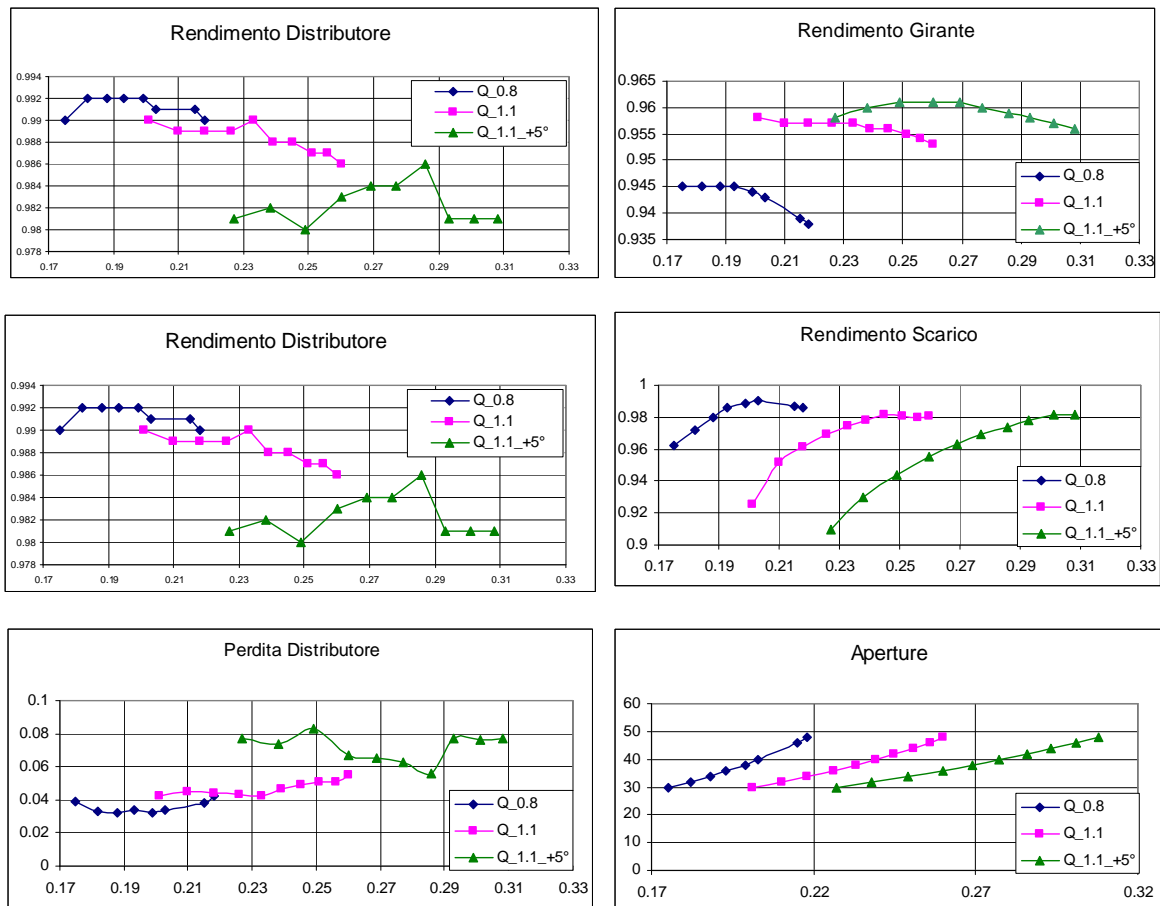 Rendimento Distributore
0.994
0.992
0.99
0.988
0.986
0.984
0.982
0.98
0.978
0.17 0.19 0.21 0.23 0.25 0.27 0.29 0.31 0.33
Q_0.8
Q_1.1
Q_1.1_+5°
Rendimento Girante
0.965
0.96
0.955
0.95
0.945
0.94
0.935
0.17 0.19 0.21 0.23 0.25 0.27 0.29 0.31 0.33
Q_0.8
Q_1.1
Q_1.1_+5°
Rendimento Distributore
0.994
0.992
0.99
0.988
0.986
0.984
0.982
0.98
0.978
0.17 0.19 0.21 0.23 0.25 0.27 0.29 0.31 0.33
Q_0.8
Q_1.1
Q_1.1_+5°
Rendimento Scarico
1
0.98
0.96
0.94
0.92
0.9
0.17 0.19 0.21 0.23 0.25 0.27 0.29 0.31 0.33
Q_0.8
Q_1.1
Q_1.1_+5°
Perdita Distributore
0.1
0.08
0.06
0.04
0.02
0
0.17 0.19 0.21 0.23 0.25 0.27 0.29 0.31 0.33
Q_0.8
Q_1.1
Q_1.1_+5°
Aperture
60
50
40
30
20
10
0
0.17 0.22 0.27 0.32
Q_0.8
Q_1.1
Q_1.1_+5°